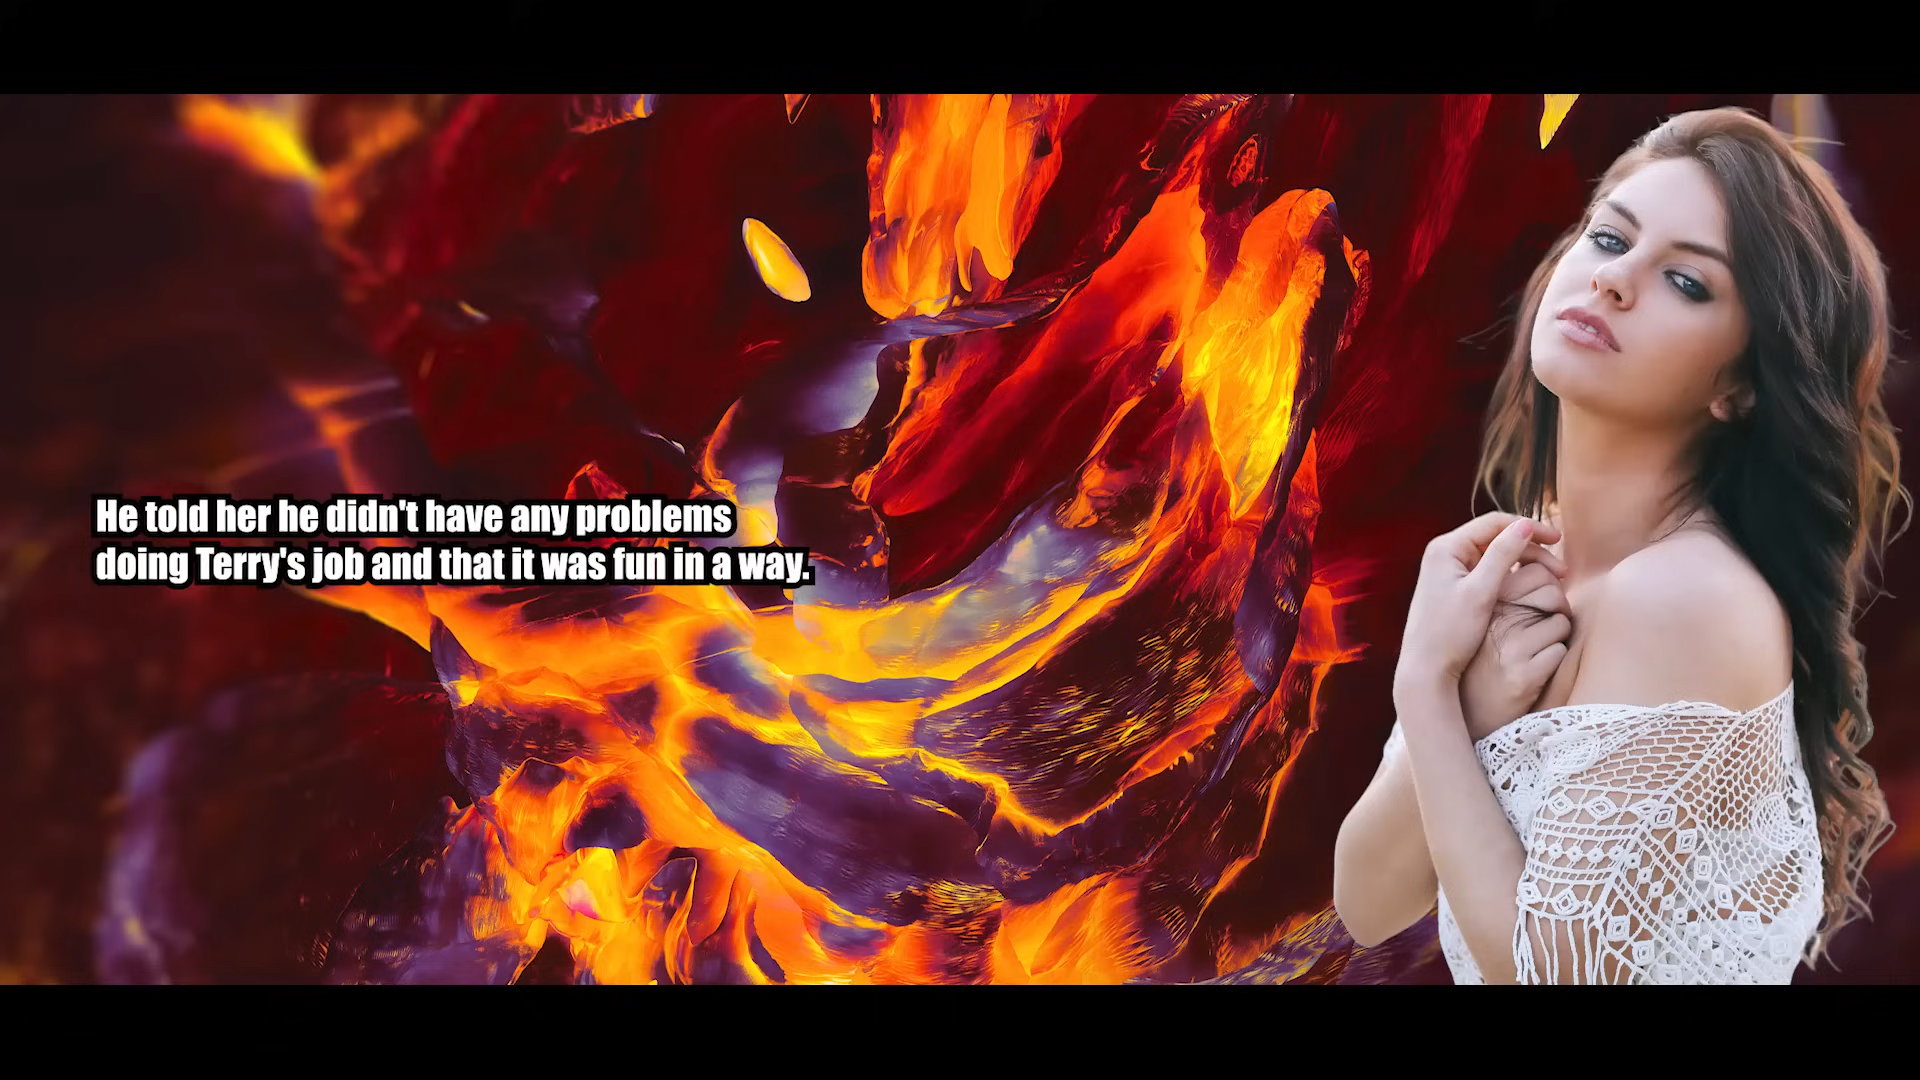 He told her he didn't have any problems
doing Terry's job and that it was fun in a way.